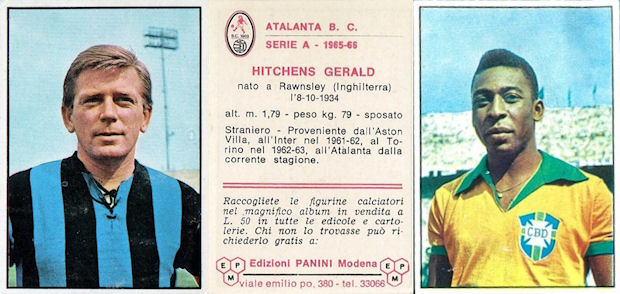 B.C. 1903
ATALANTA B. C.
SERIE A - 1965-66
HITCHENS GERALD
nato a Rawnsley (Inghilterra)
l'8-10-1934
alt. m. 1,79 - peso kg. 79 - sposato
Straniero - Proveniente dall'Aston
Villa, all'Inter nel 1961-62, al To-
rino nel 1962-63, all'Atalanta dalla
corrente stagione.
Raccogliete le figurine calciatori
nel magnifico album in vendita a
L. 50 in tutte le edicole e carto-
lerie. Chi non lo trovasse può ri-
chiederlo gratis a:
E P M
Edizioni PANINI Modena
E P M
viale emilio po, 380 - tel. 33066
CBD